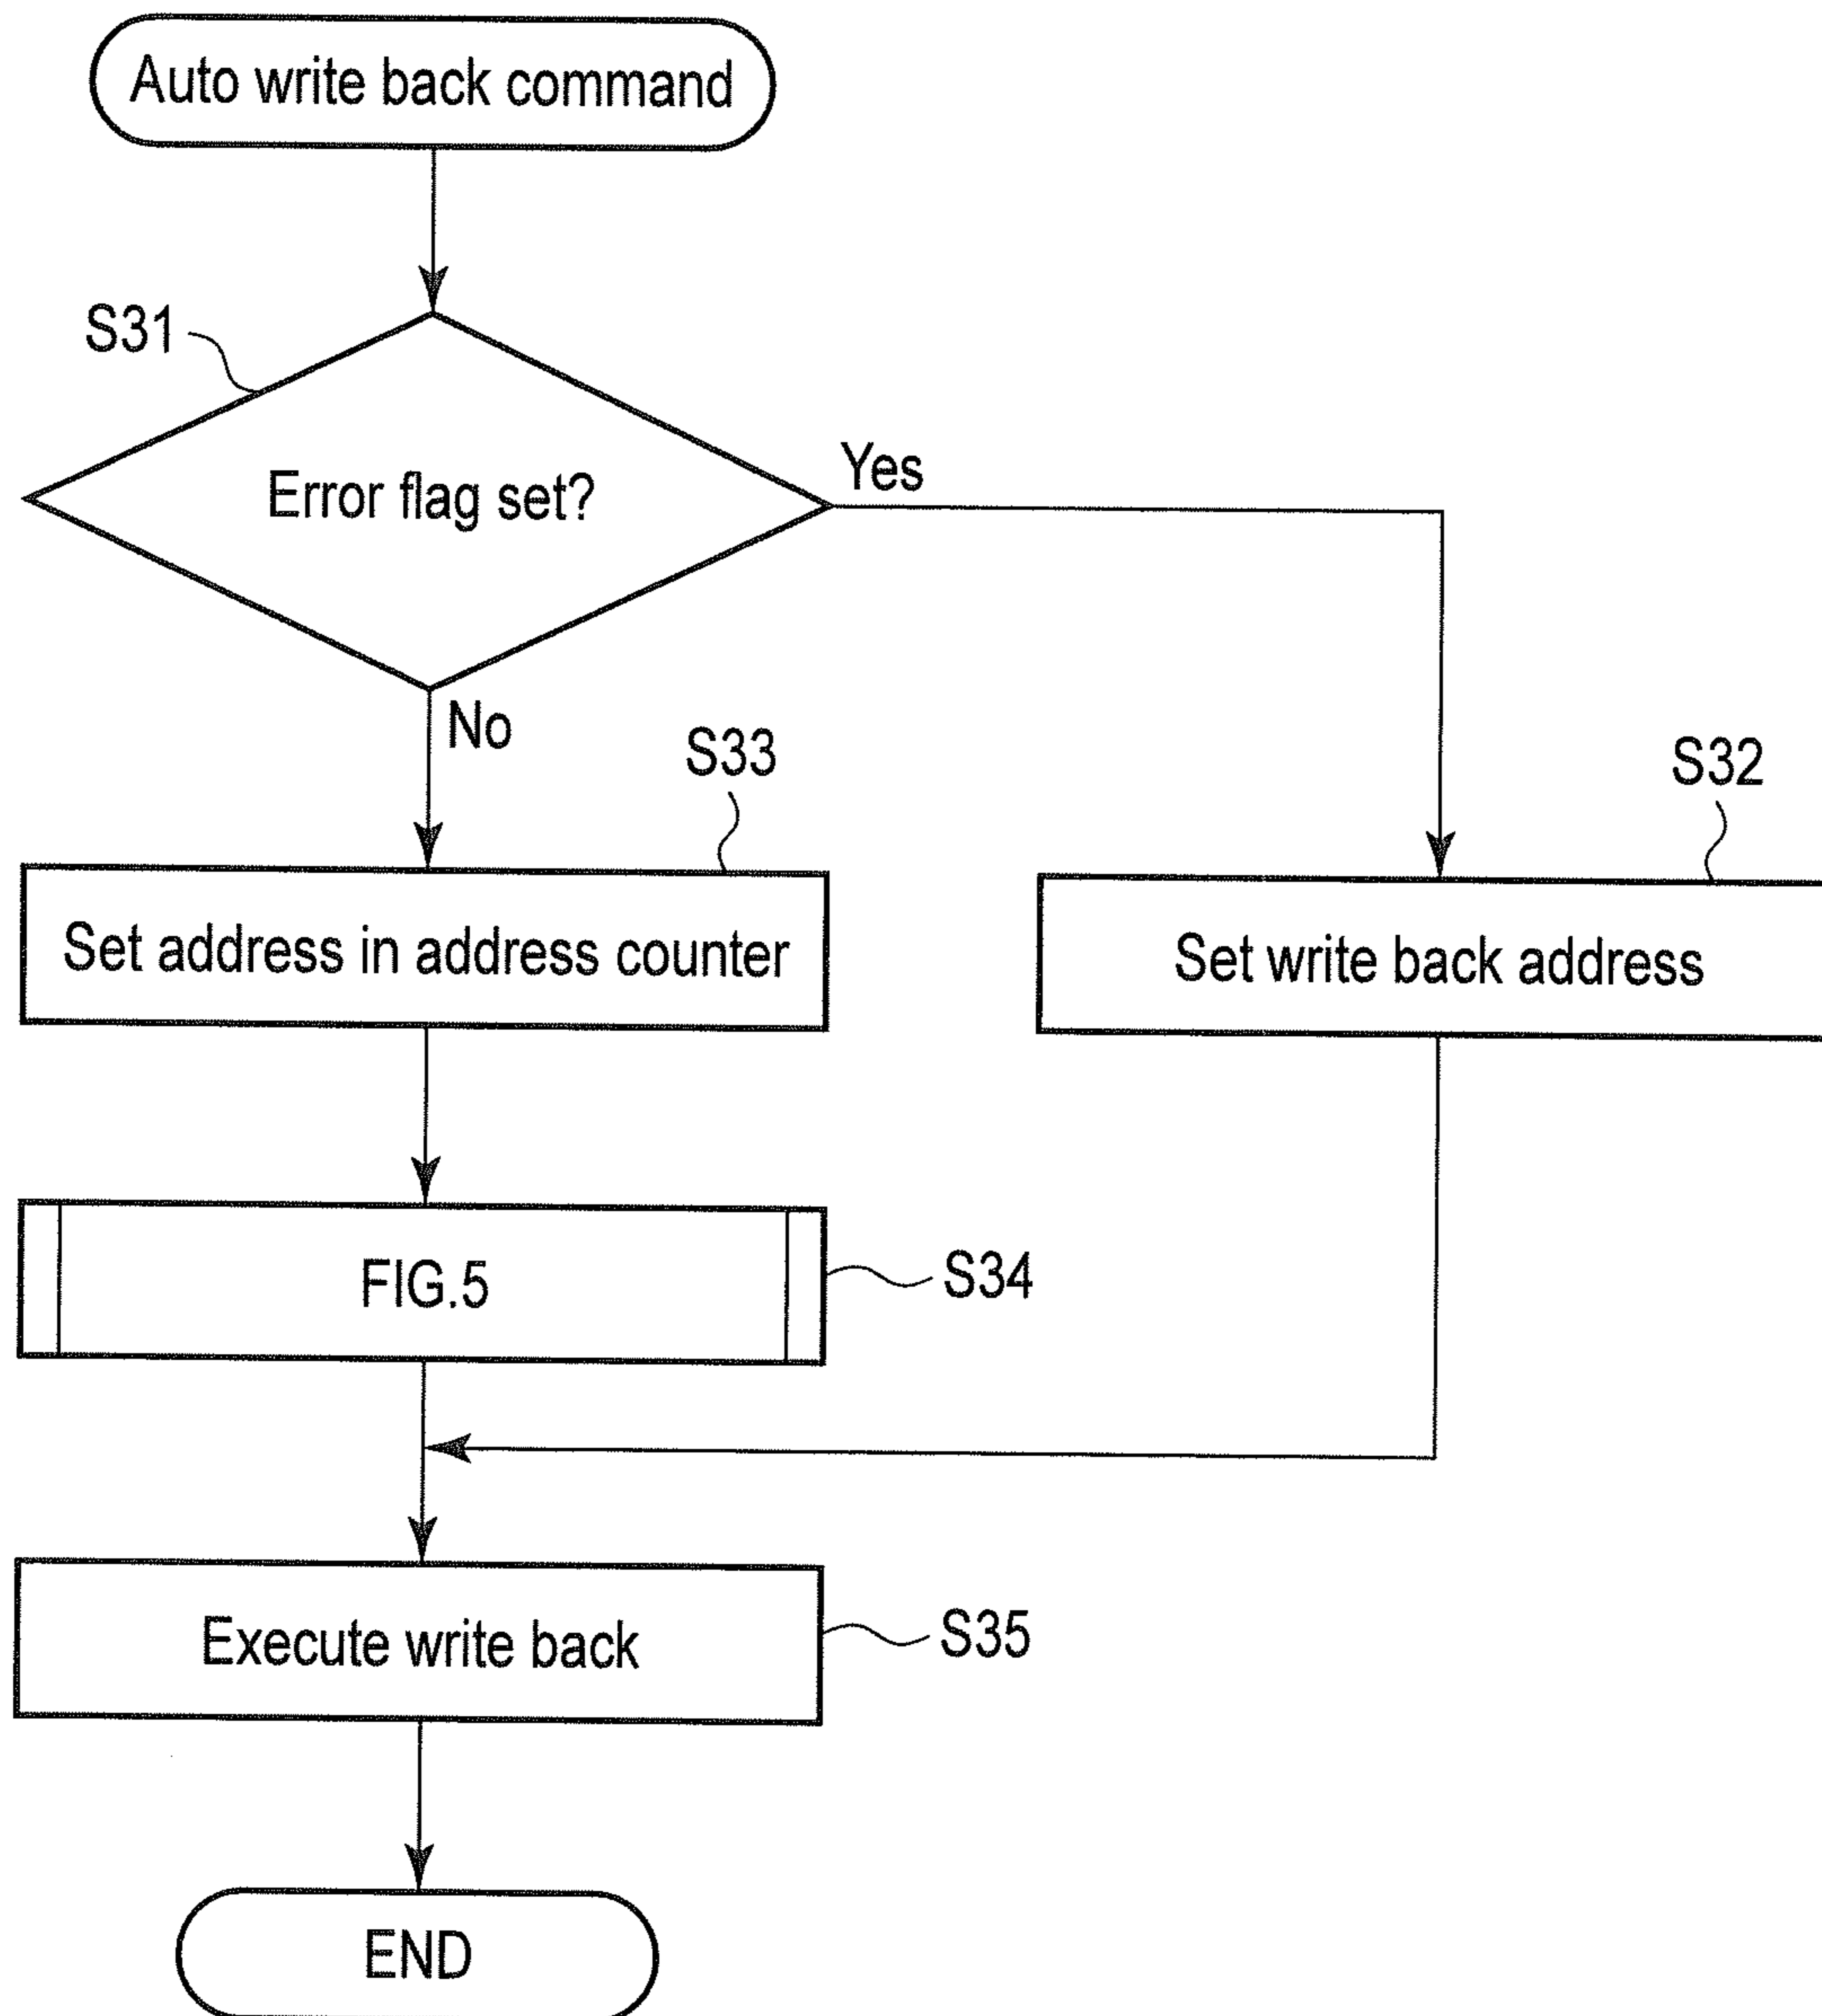 Auto write back command
S31
Error flag set?
Yes
No
S33
S32
Set address in address counter
Set write back address
FIG.5
S34
Execute write back
S35
END